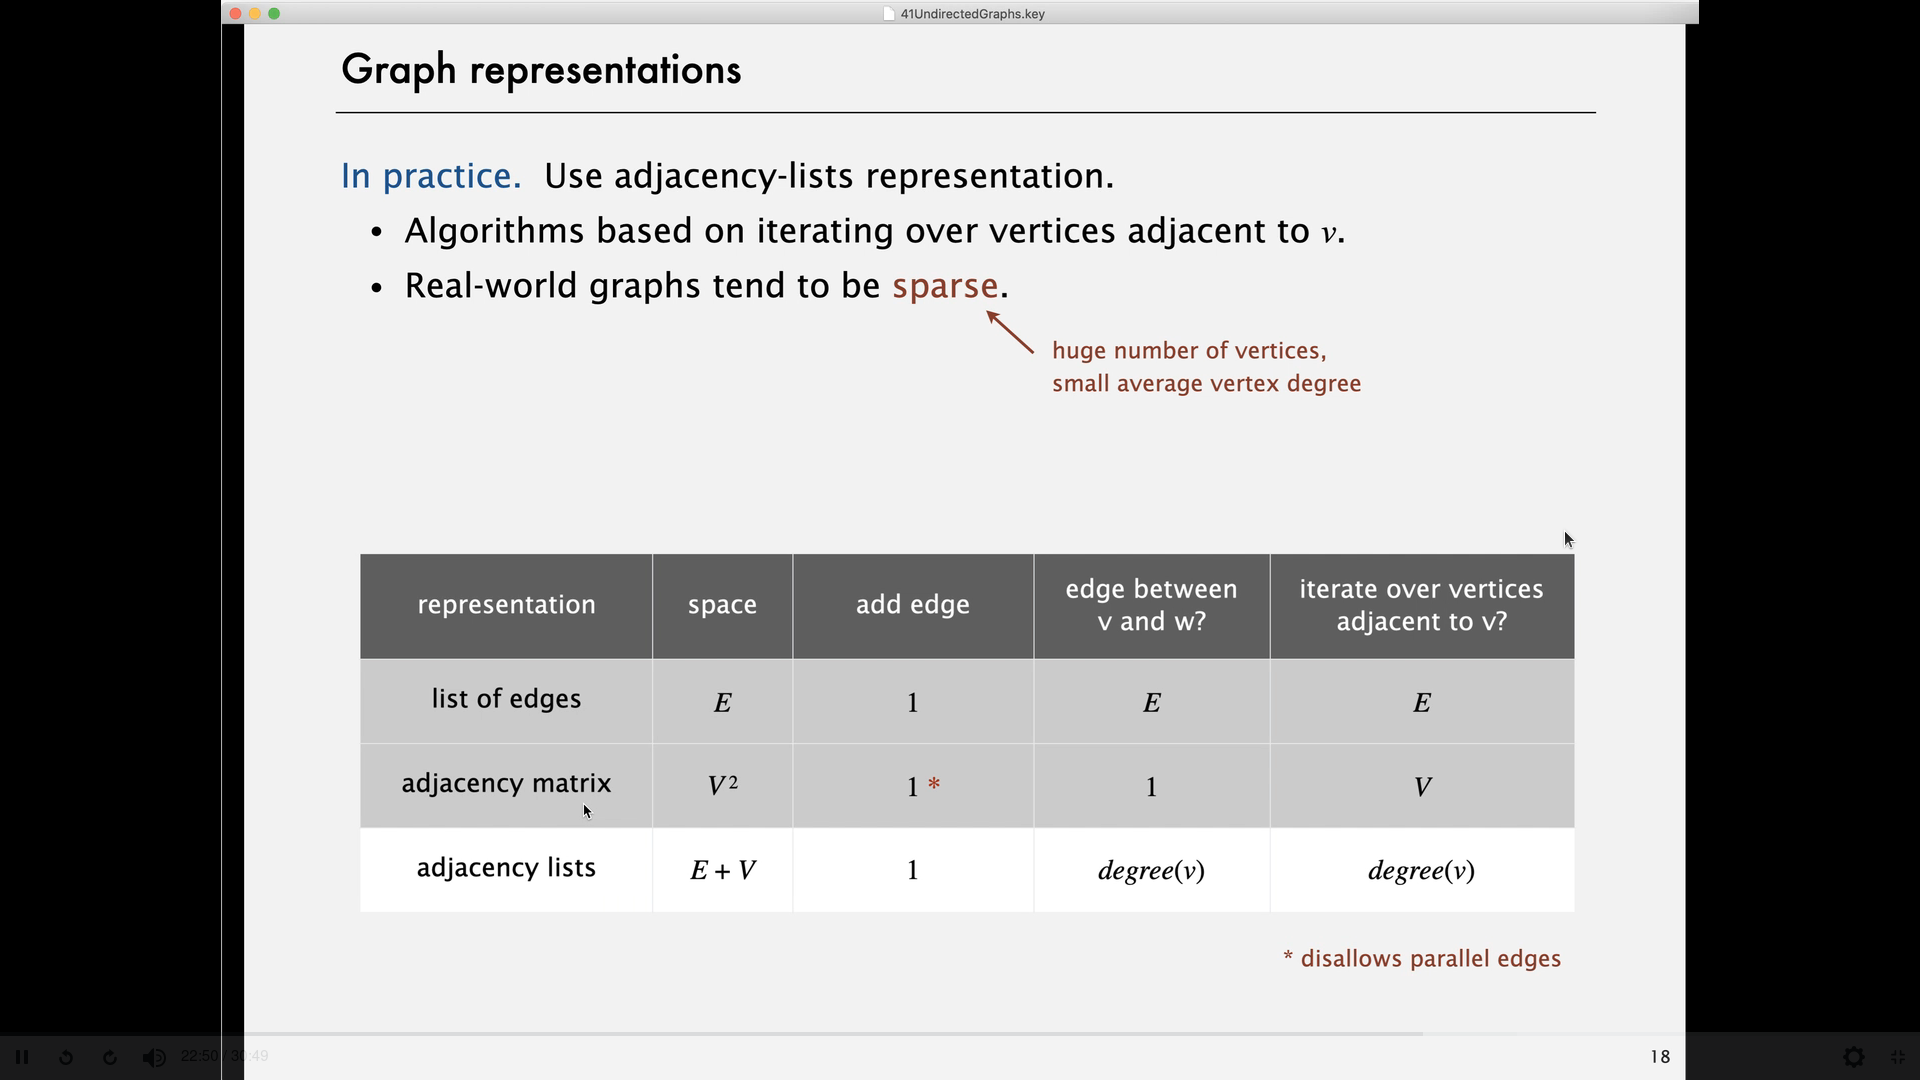 41UndirectedGraphs.key
Graph representations
In practice. Use adjacency-lists representation.
• Algorithms based on iterating over vertices adjacent to v.
• Real-world graphs tend to be sparse.
huge number of vertices,
small average vertex degree
representation space add edge edge between v and w? iterate over vertices adjacent to v?
list of edges E 1 E E
adjacency matrix V² 1 * 1 V
adjacency lists E + V 1 degree(v) degree(v)
* disallows parallel edges
22:50 / 30:49
18